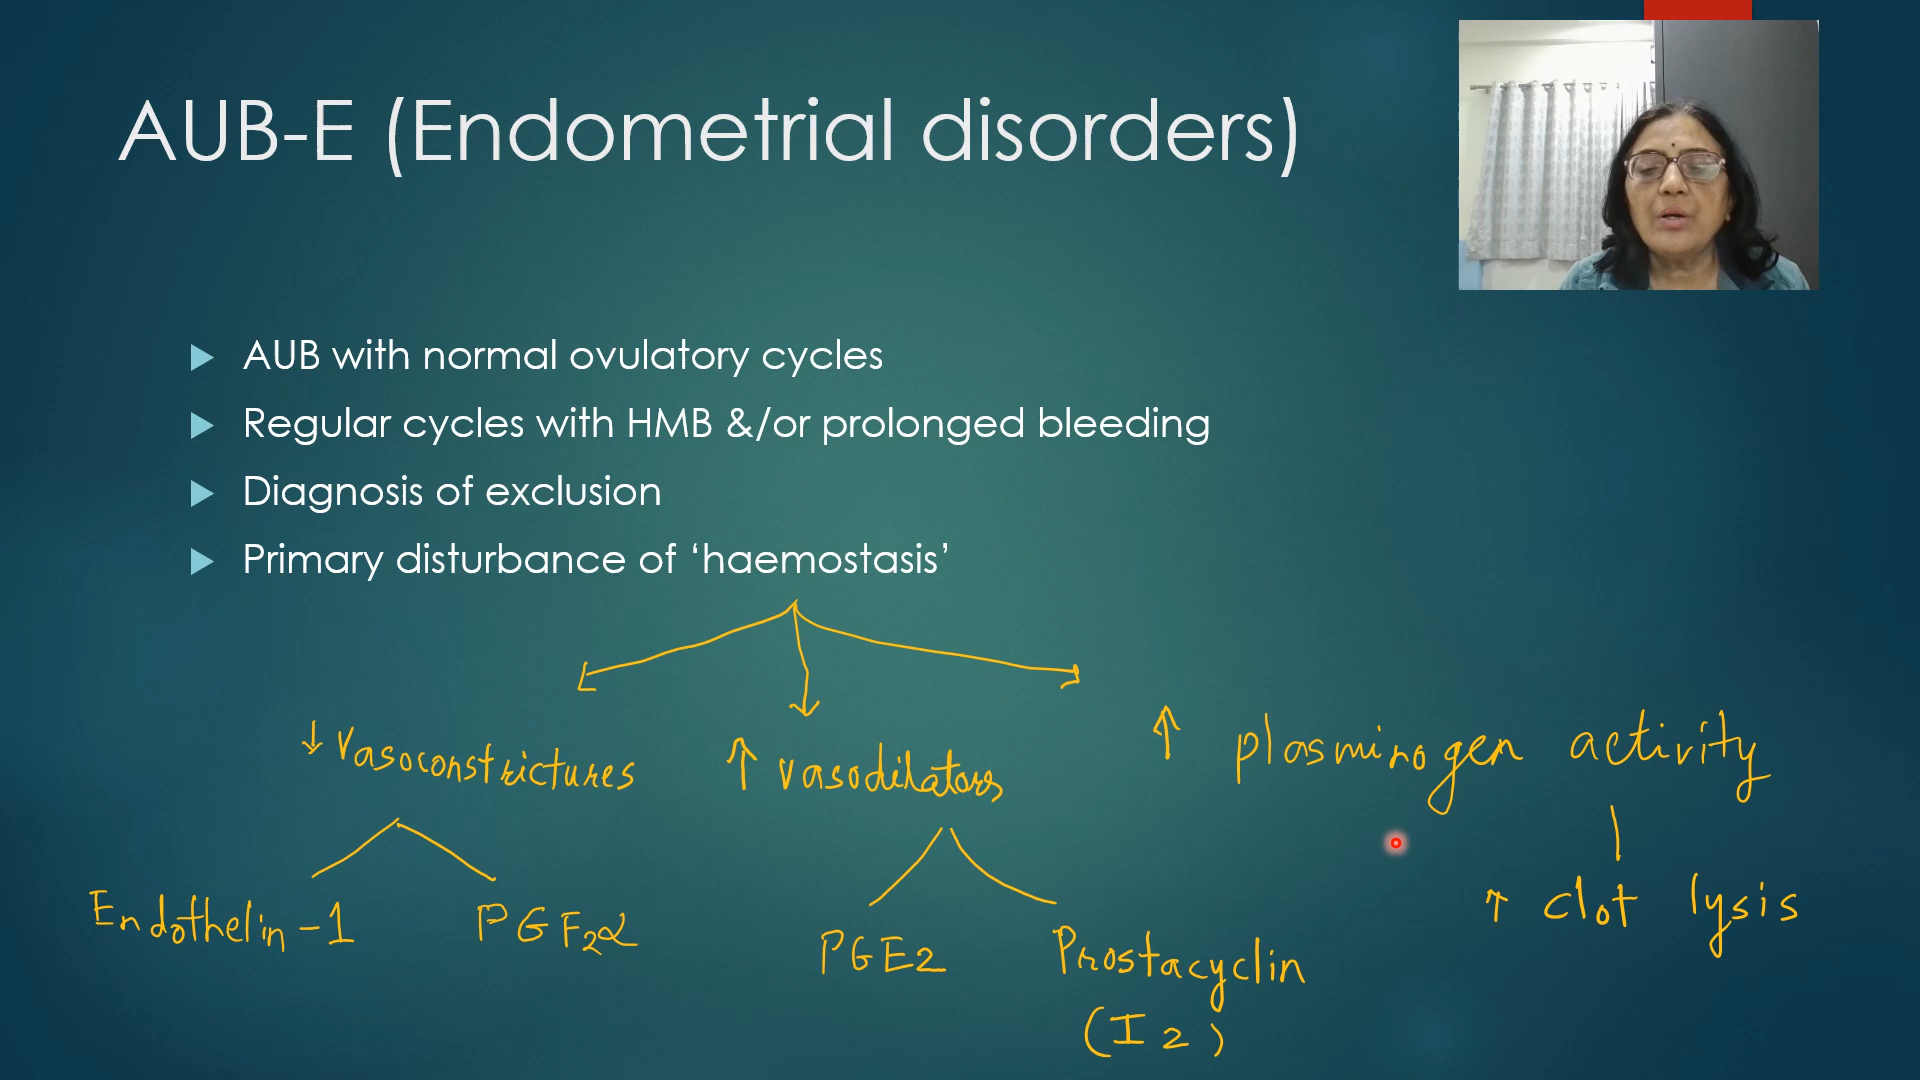 AUB-E (Endometrial disorders)
AUB with normal ovulatory cycles
Regular cycles with HMB &/or prolonged bleeding
Diagnosis of exclusion
Primary disturbance of ‘haemostasis’
↓ Vasoconstrictures ↑ vasodilators ↑ plasminogen activity
Endothelin-1 PGF2α PGE2 Prostacyclin ↑ clot lysis
(I2)